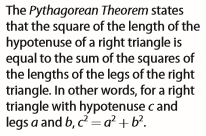 The Pythagorean Theorem states
that the square of the length of the
hypotenuse of a right triangle is
equal to the sum of the squares of
the lengths of the legs of the right
triangle. In other words, for a right
triangle with hypotenuse c and
legs a and b, c² = a² + b².